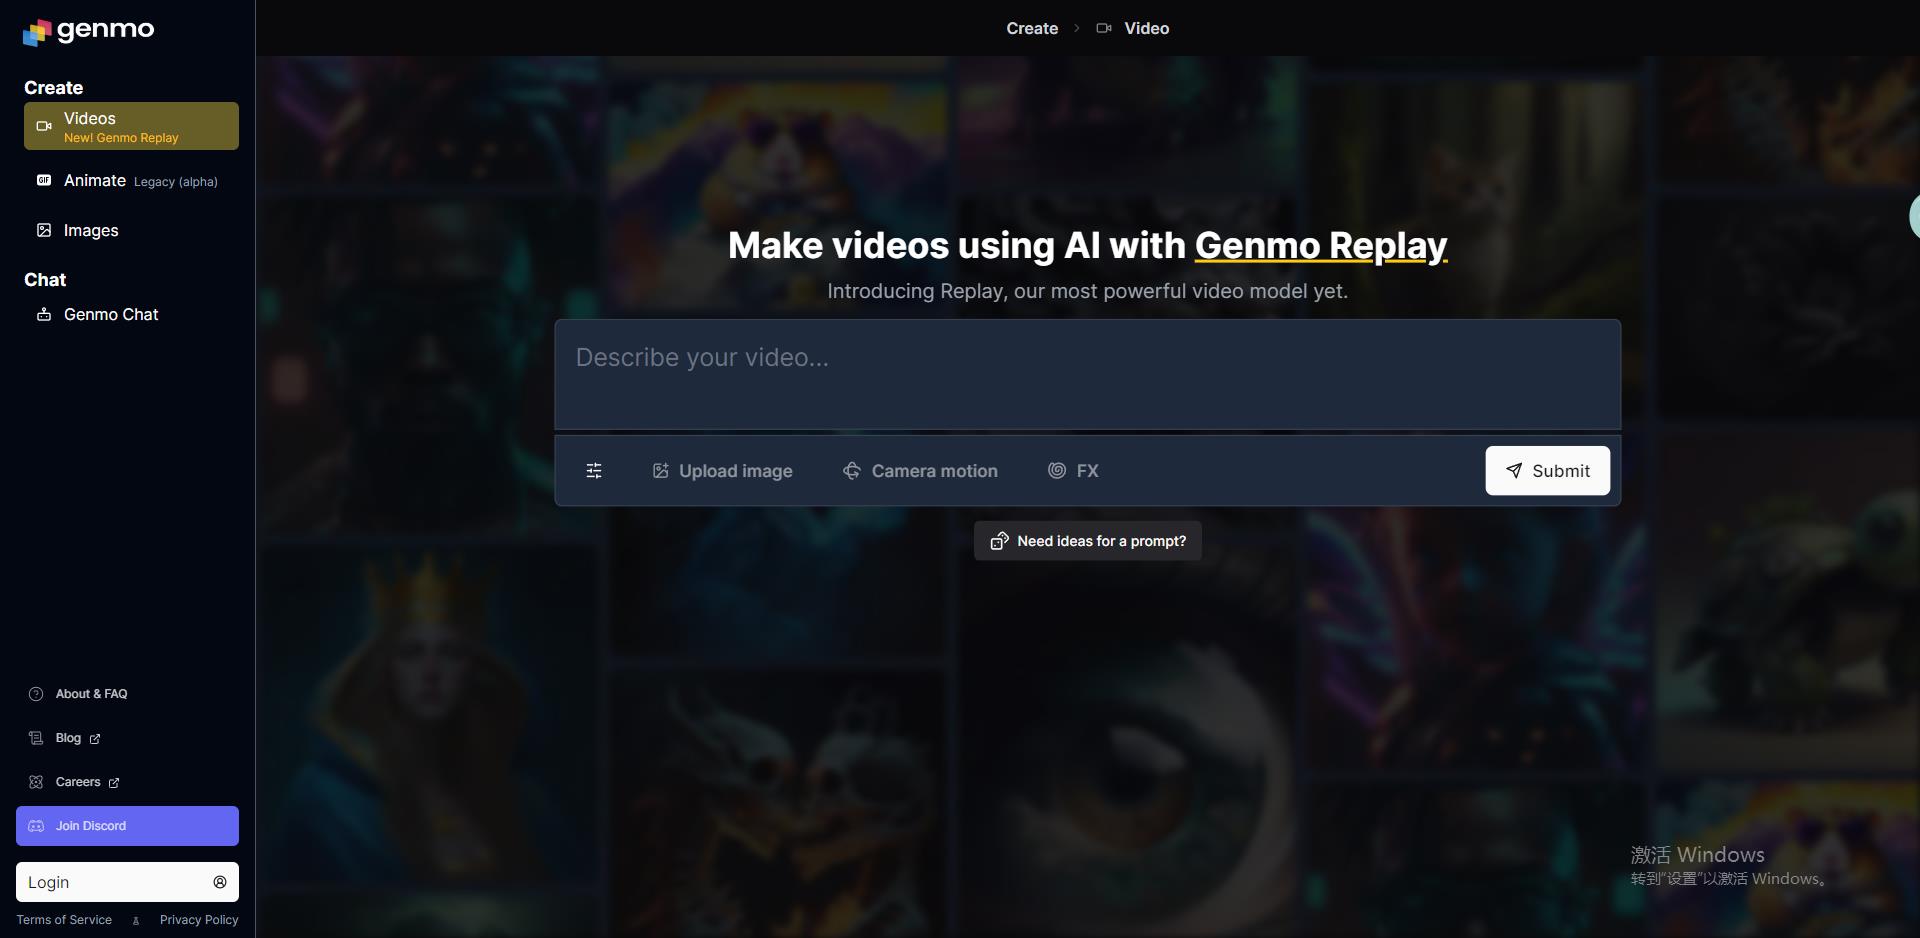 genmo
Create
Videos
New! Genmo Replay
Animate Legacy (alpha)
Images
Chat
Genmo Chat
About & FAQ
Blog
Careers
Join Discord
Login
Terms of Service
Privacy Policy
Create > Video
Make videos using AI with Genmo Replay
Introducing Replay, our most powerful video model yet.
Describe your video...
Upload image
Camera motion
FX
Submit
Need ideas for a prompt?
激活 Windows
转到"设置"以激活 Windows。